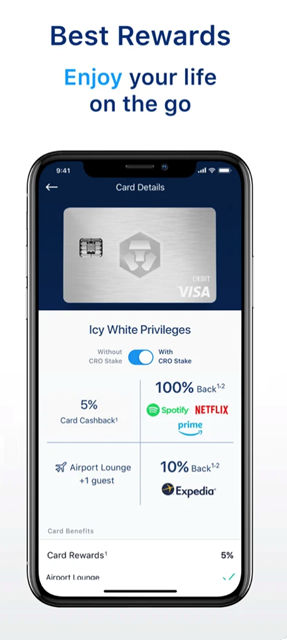 Best Rewards
Enjoy your life
on the go
9:41
Card Details
DEBIT
VISA
Icy White Privileges
Without
CRO Stake
With
CRO Stake
5%
Card Cashback¹
100% Back¹·²
Spotify NETFLIX
prime
Airport Lounge
+1 guest
10% Back¹·²
Expedia
Card Benefits
Card Rewards¹ 5%
Airport Lounge